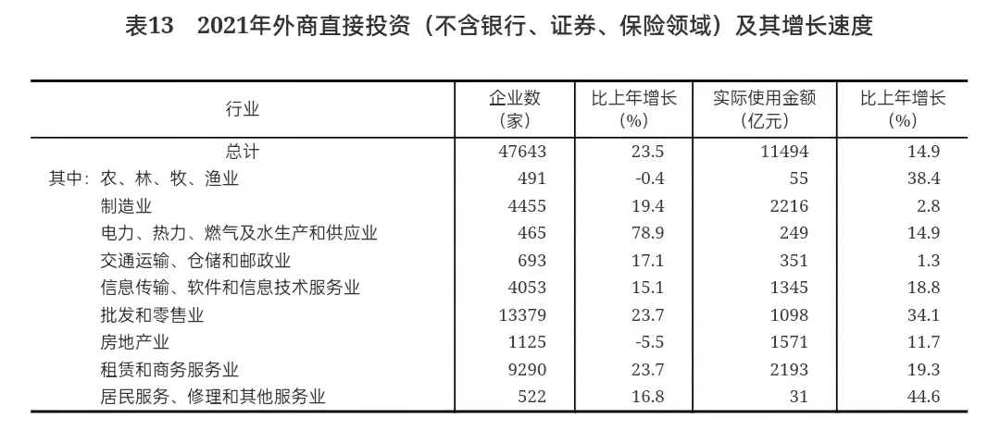 表13 2021年外商直接投资（不含银行、证券、保险领域）及其增长速度
行业 企业数（家） 比上年增长（%） 实际使用金额（亿元） 比上年增长（%）
总计 47643 23.5 11494 14.9
其中：农、林、牧、渔业 491 -0.4 55 38.4
制造业 4455 19.4 2216 2.8
电力、热力、燃气及水生产和供应业 465 78.9 249 14.9
交通运输、仓储和邮政业 693 17.1 351 1.3
信息传输、软件和信息技术服务业 4053 15.1 1345 18.8
批发和零售业 13379 23.7 1098 34.1
房地产业 1125 -5.5 1571 11.7
租赁和商务服务业 9290 23.7 2193 19.3
居民服务、修理和其他服务业 522 16.8 31 44.6